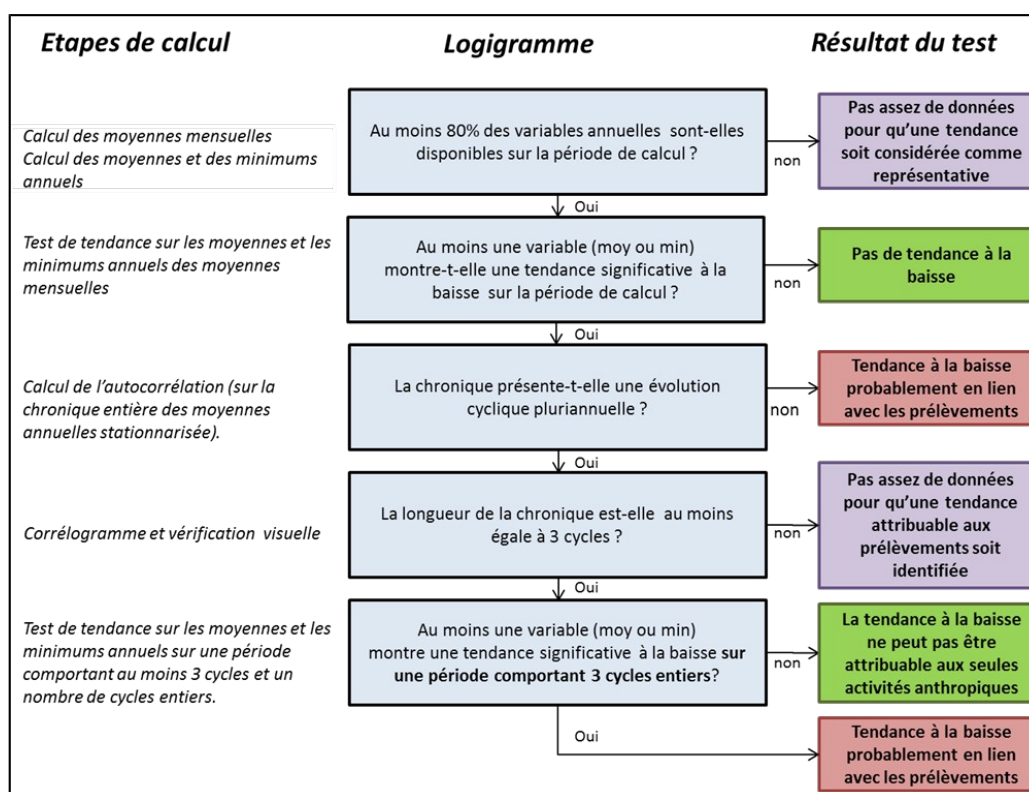 Etapes de calcul
Logigramme
Résultat du test
Calcul des moyennes mensuelles
Calcul des moyennes et des minimums
annuels
Au moins 80% des variables annuelles sont-elles
disponibles sur la période de calcul ?
non
Pas assez de données
pour qu'une tendance
soit considérée comme
représentative
Oui
Test de tendance sur les moyennes et les
minimums annuels des moyennes
mensuelles
Au moins une variable (moy ou min)
montre-t-elle une tendance significative à la
baisse sur la période de calcul ?
non
Pas de tendance à la
baisse
Oui
Calcul de l'autocorrélation (sur la
chronique entière des moyennes
annuelles stationnarisée).
La chronique présente-t-elle une évolution
cyclique pluriannuelle ?
non
Tendance à la baisse
probablement en lien
avec les prélèvements
Oui
Corrélogramme et vérification visuelle
La longueur de la chronique est-elle au moins
égale à 3 cycles ?
non
Pas assez de données
pour qu'une tendance
attribuable aux
prélèvements soit
identifiée
Oui
Test de tendance sur les moyennes et les
minimums annuels sur une période
comportant au moins 3 cycles et un
nombre de cycles entiers.
Au moins une variable (moy ou min)
montre une tendance significative à la baisse sur
une période comportant 3 cycles entiers?
non
La tendance à la baisse
ne peut pas être
attribuable aux seules
activités anthropiques
Oui
Tendance à la baisse
probablement en lien
avec les prélèvements